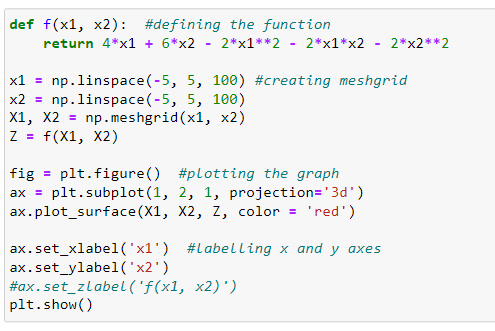 def f(x1, x2):  #defining the function
    return 4*x1 + 6*x2 - 2*x1**2 - 2*x1*x2 - 2*x2**2

x1 = np.linspace(-5, 5, 100) #creating meshgrid
x2 = np.linspace(-5, 5, 100)
X1, X2 = np.meshgrid(x1, x2)
Z = f(X1, X2)

fig = plt.figure()  #plotting the graph
ax = plt.subplot(1, 2, 1, projection='3d')
ax.plot_surface(X1, X2, Z, color = 'red')

ax.set_xlabel('x1')  #labelling x and y axes
ax.set_ylabel('x2')
#ax.set_zlabel('f(x1, x2)')
plt.show()